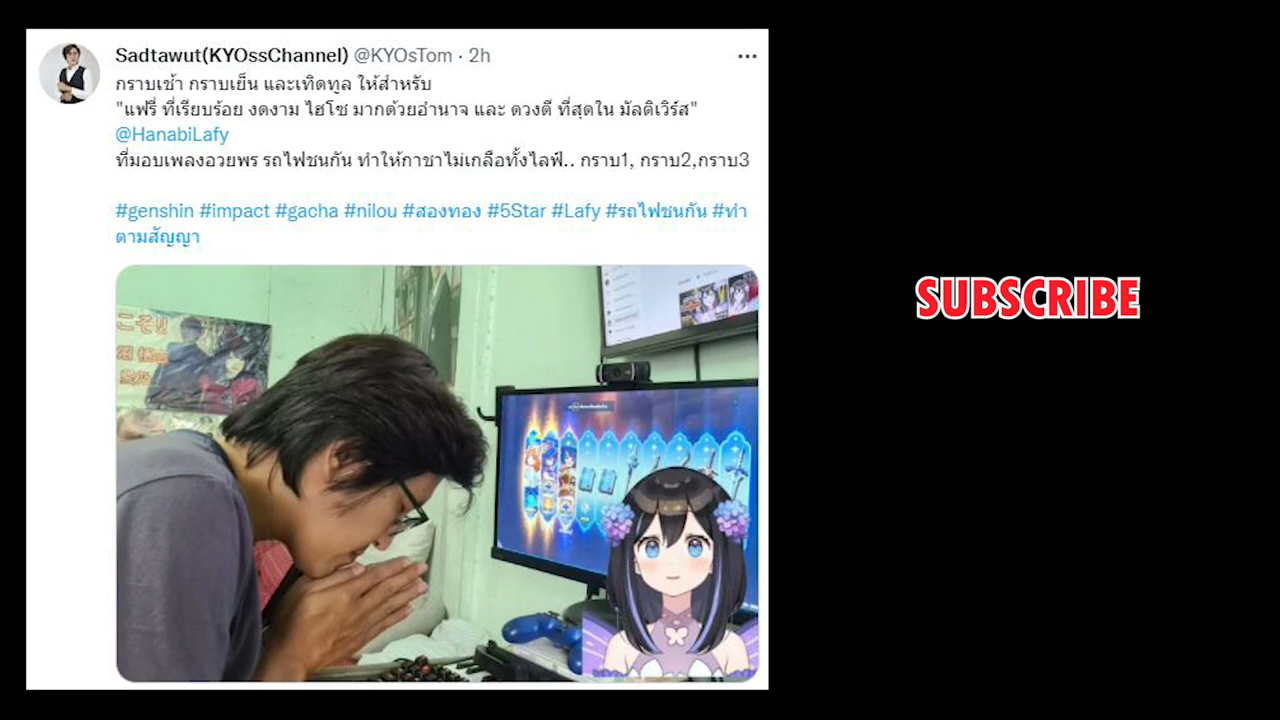 Sadtawut(KYOssChannel) @KYOsTom · 2h
กราบเช้า กราบเย็น และเทิดทูล ให้สำหรับ
"แฟรี่ ที่เรียบร้อย งดงาม ไฮโซ มากด้วยอำนาจ และ ดวงดี ที่สุดใน มัลติเวิร์ส"
@HanabiLafy
ที่มอบเพลงอวยพร รถไฟชนกัน ทำให้กาชาไม่เกลือทั้งไลฟ์.. กราบ1, กราบ2,กราบ3
#genshin #impact #gacha #nilou #สองทอง #5Star #Lafy #รถไฟชนกัน #ทำ
ตามสัญญา
SUBSCRIBE
こそ!!